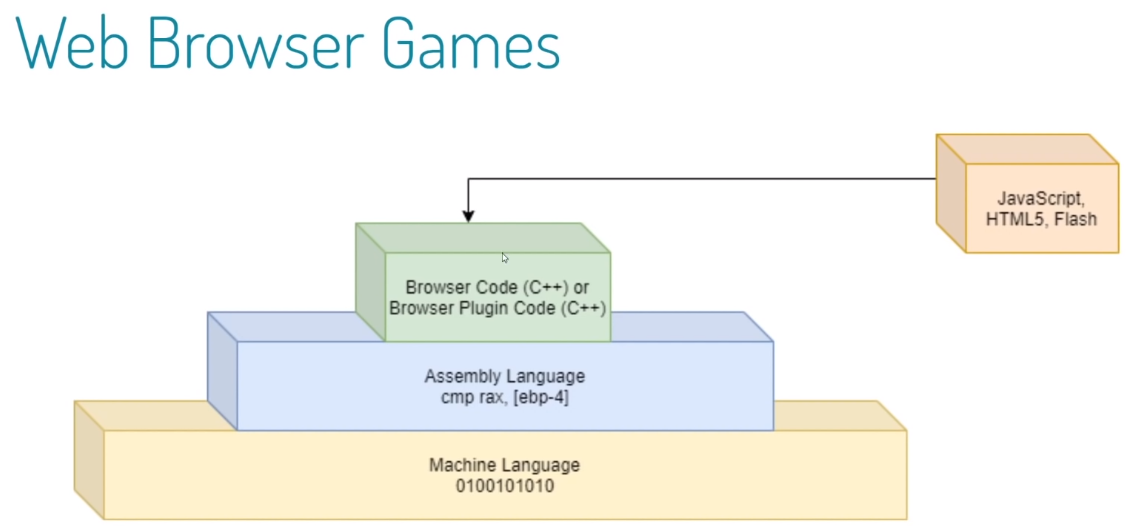 Web Browser Games
JavaScript,
HTML5, Flash
Browser Code (C++) or
Browser Plugin Code (C++)
Assembly Language
cmp rax, [ebp-4]
Machine Language
0100101010